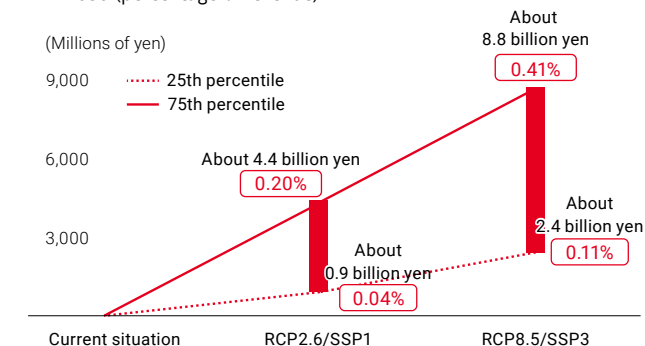 (Millions of yen)
9,000
25th percentile
75th percentile
6,000
3,000
About
8.8 billion yen
0.41%
About 4.4 billion yen
0.20%
About
2.4 billion yen
0.11%
About
0.9 billion yen
0.04%
Current situation
RCP2.6/SSP1
RCP8.5/SSP3